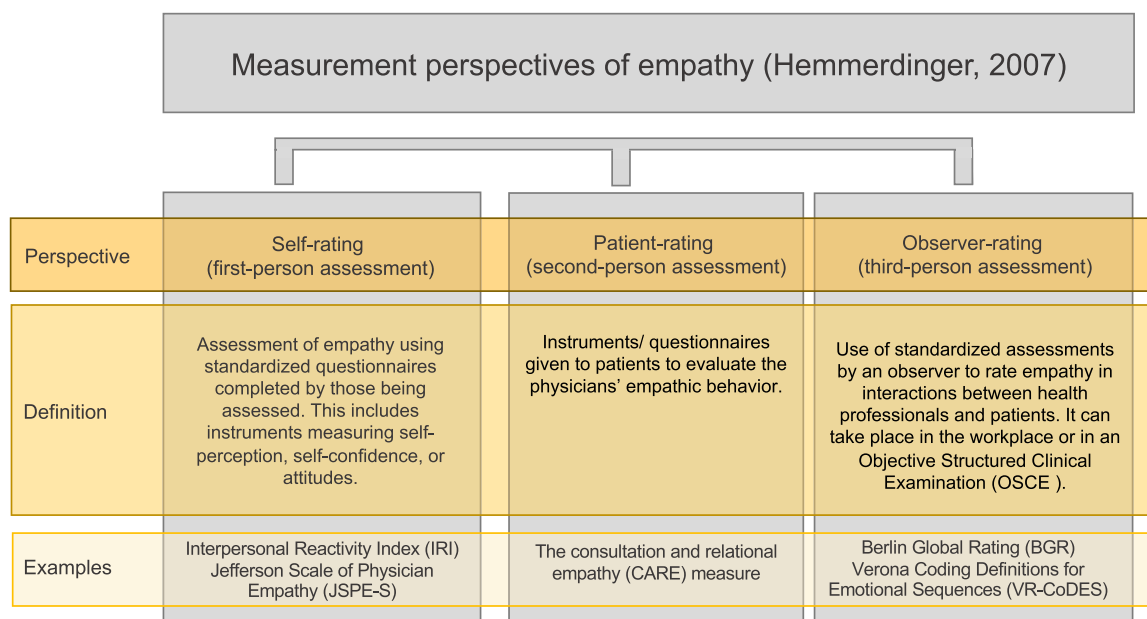 Measurement perspectives of empathy (Hemmerdinger, 2007)
Perspective
Self-rating
(first-person assessment)
Patient-rating
(second-person assessment)
Observer-rating
(third-person assessment)
Definition
Assessment of empathy using
standardized questionnaires
completed by those being
assessed. This includes
instruments measuring self-
perception, self-confidence, or
attitudes.
Instruments/ questionnaires
given to patients to evaluate the
physicians’ empathic behavior.
Use of standardized assessments
by an observer to rate empathy in
interactions between health
professionals and patients. It can
take place in the workplace or in an
Objective Structured Clinical
Examination (OSCE ).
Examples
Interpersonal Reactivity Index (IRI)
Jefferson Scale of Physician
Empathy (JSPE-S)
The consultation and relational
empathy (CARE) measure
Berlin Global Rating (BGR)
Verona Coding Definitions for
Emotional Sequences (VR-CoDES)